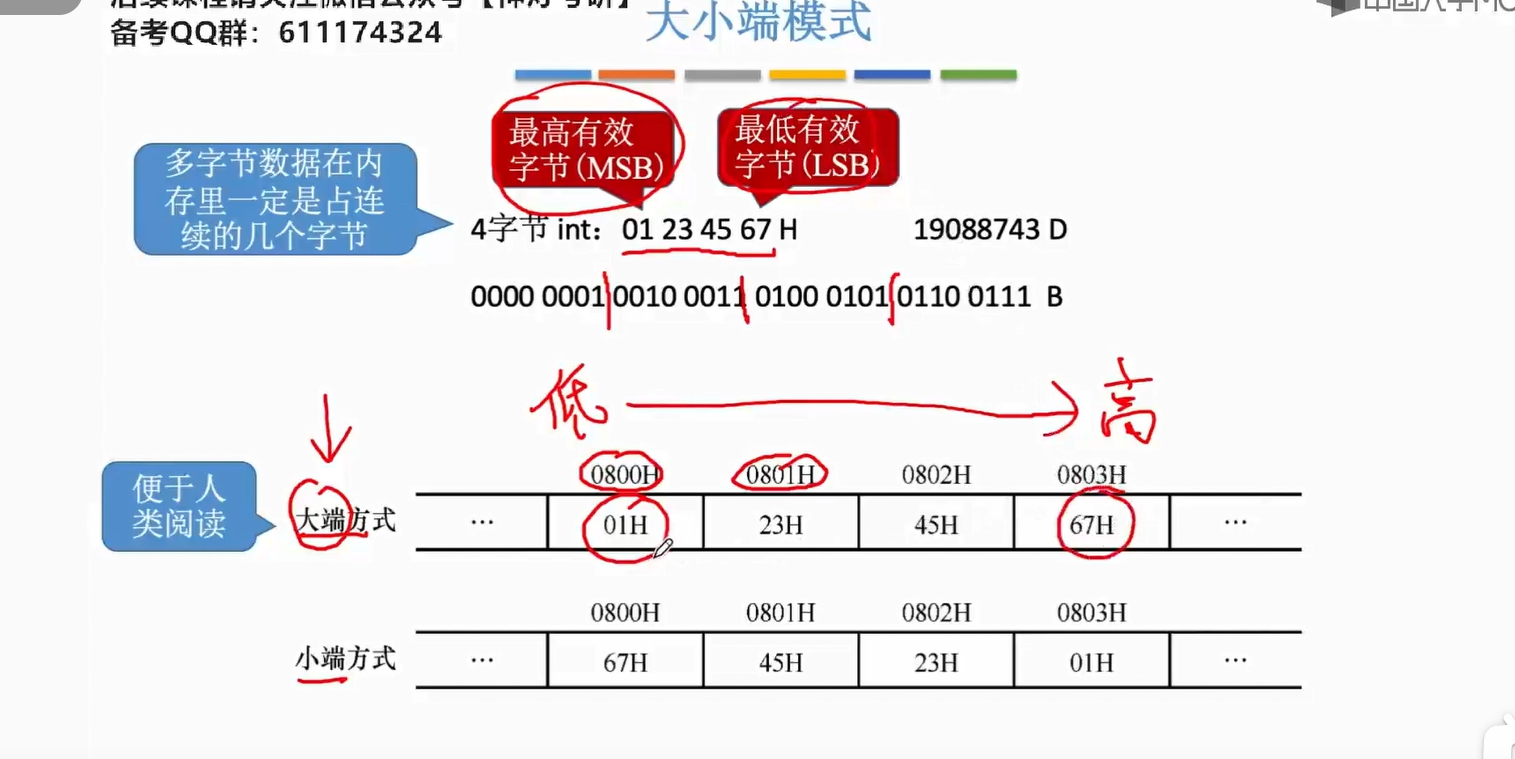 备考QQ群：611174324
大小端模式
最高有效
字节(MSB)
最低有效
字节(LSB)
多字节数据在内
存里一定是占连
续的几个字节
4字节 int： 01 23 45 67 H 19088743 D
0000 0001 0010 0011 0100 0101 0110 0111 B
低 高
0800H 0801H 0802H 0803H
便于人
类阅读
大端方式 … 01H 23H 45H 67H …
0800H 0801H 0802H 0803H
小端方式 … 67H 45H 23H 01H …